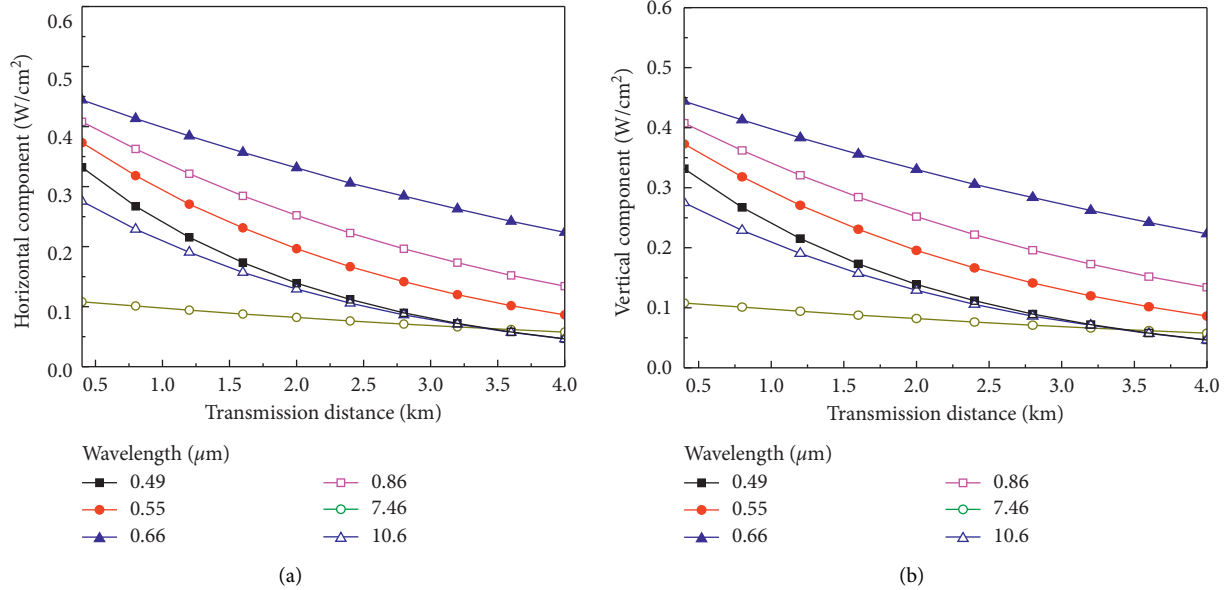 Horizontal component (W/cm²)
0.6
0.5
0.4
0.3
0.2
0.1
0.0
0.5 1.0 1.5 2.0 2.5 3.0 3.5 4.0
Transmission distance (km)
Wavelength (μm)
0.49 0.86
0.55 7.46
0.66 10.6
(a)
Vertical component (W/cm²)
0.6
0.5
0.4
0.3
0.2
0.1
0.0
0.5 1.0 1.5 2.0 2.5 3.0 3.5 4.0
Transmission distance (km)
Wavelength (μm)
0.49 0.86
0.55 7.46
0.66 10.6
(b)